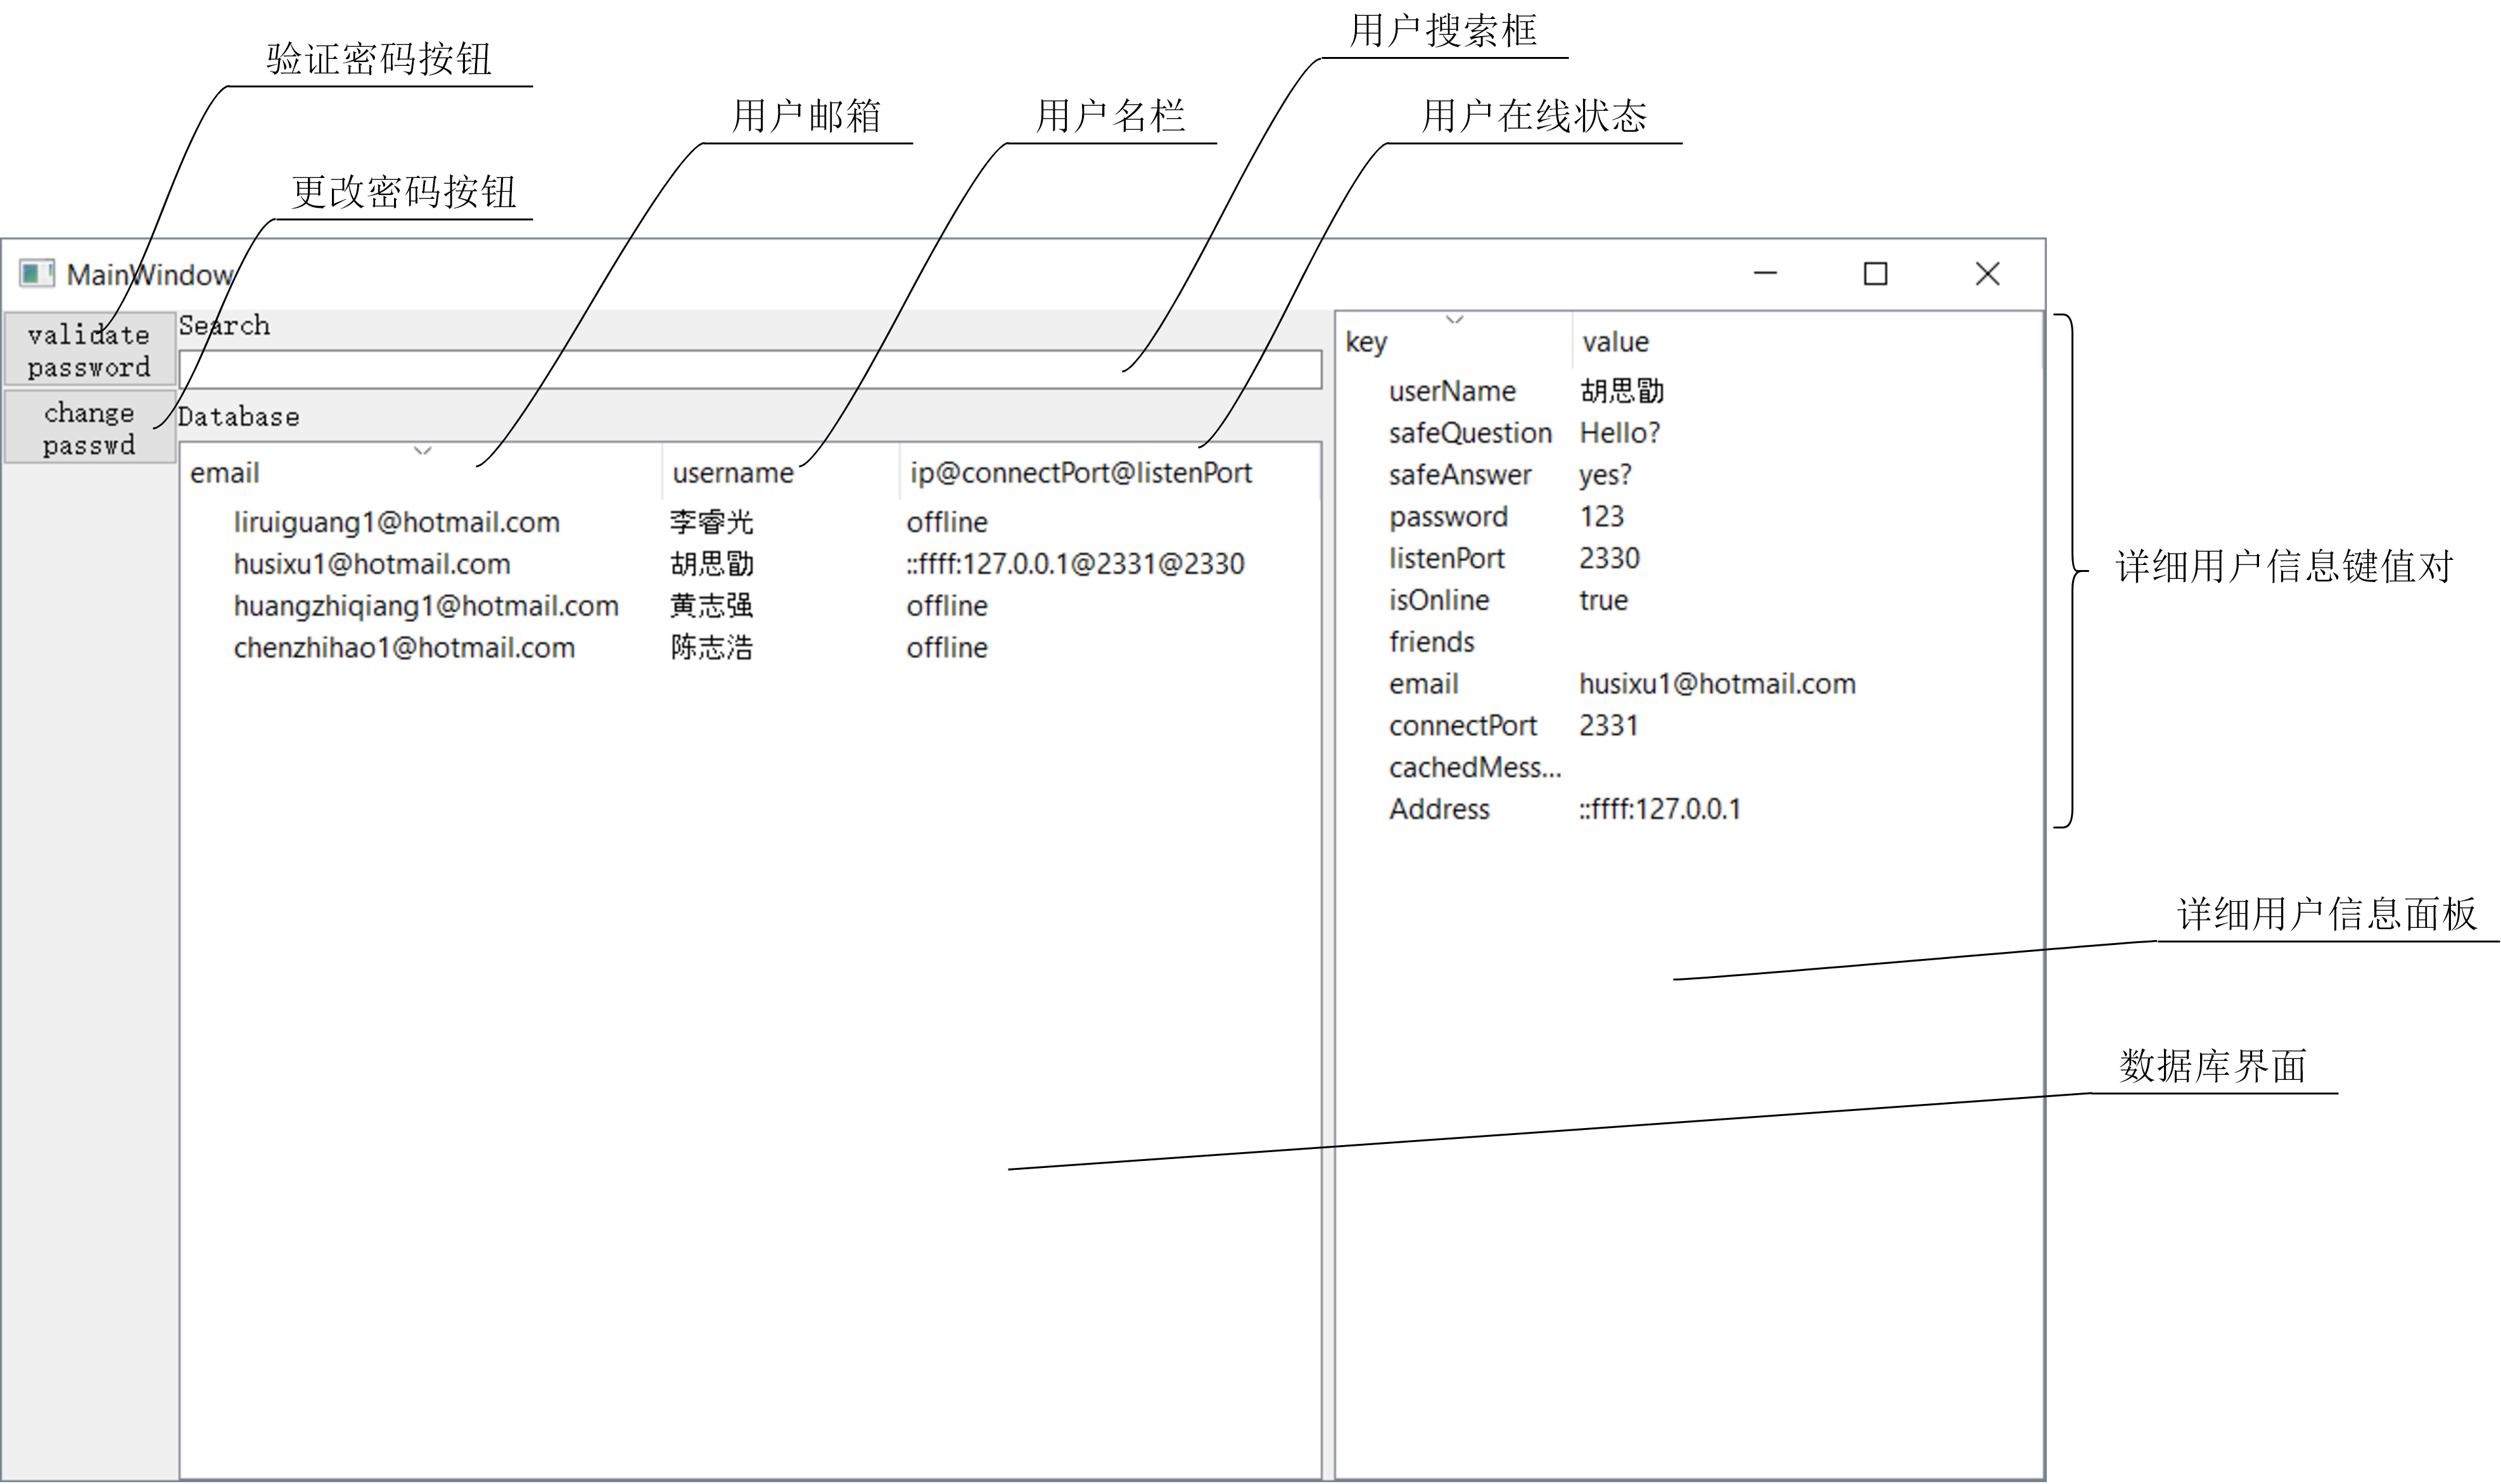 用户搜索框
验证密码按钮
用户邮箱
用户名栏
用户在线状态
更改密码按钮
MainWindow
validate
password
change
passwd
Search
Database
email username ip@connectPort@listenPort
liruiguang1@hotmail.com 李睿光 offline
husixu1@hotmail.com 胡思勖 ::ffff:127.0.0.1@2331@2330
huangzhiqiang1@hotmail.com 黄志强 offline
chenzhihao1@hotmail.com 陈志浩 offline
key value
userName 胡思勖
safeQuestion Hello?
safeAnswer yes?
password 123
listenPort 2330
isOnline true
friends
email husixu1@hotmail.com
connectPort 2331
cachedMess...
Address ::ffff:127.0.0.1
详细用户信息键值对
详细用户信息面板
数据库界面